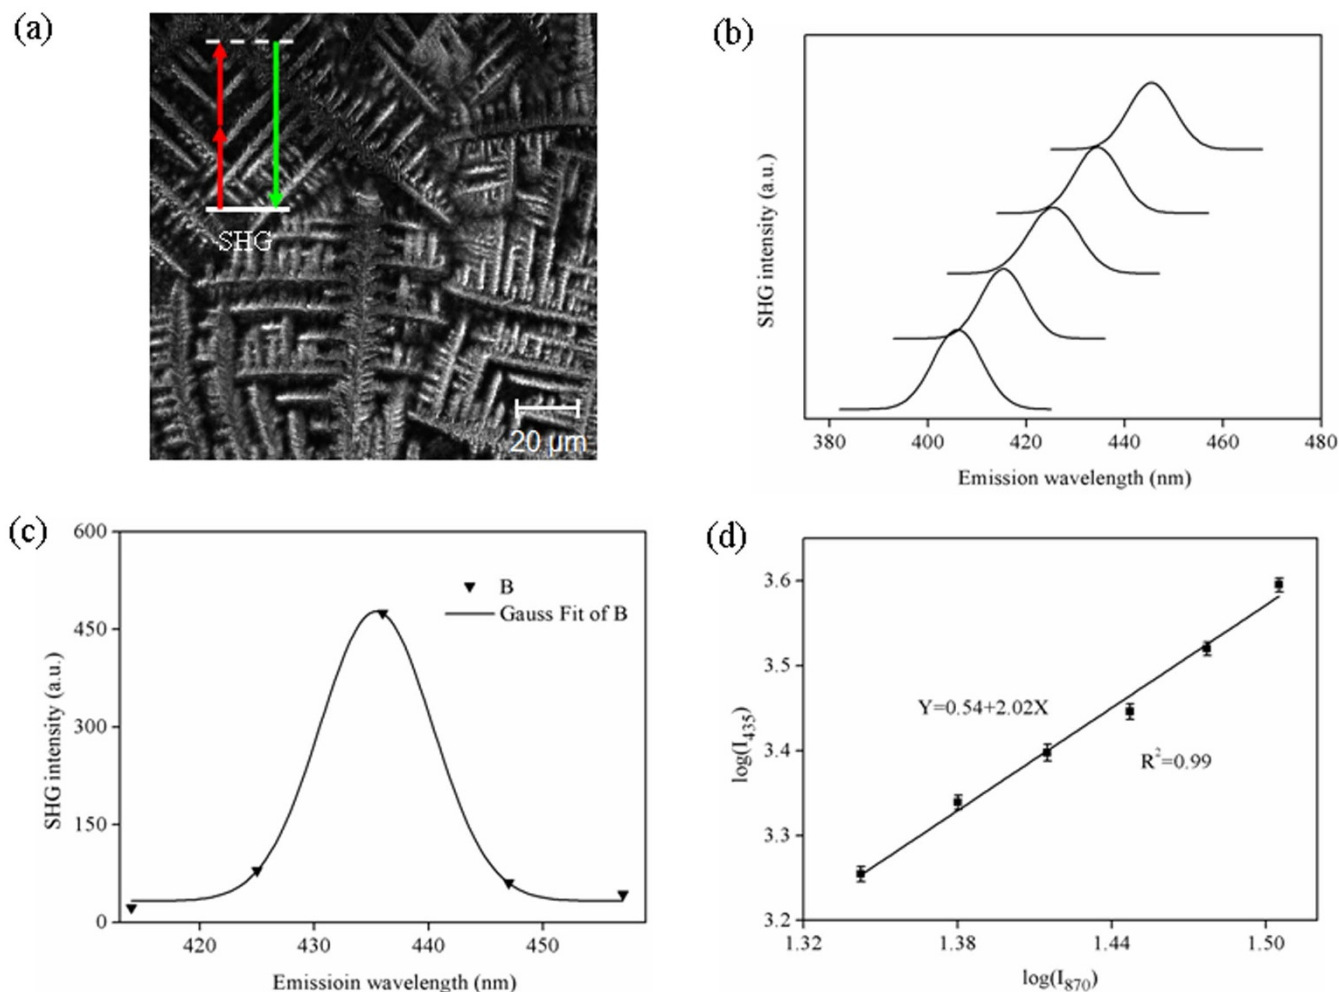 (a)
SHG
20 µm
(b)
SHG intensity (a.u.)
380 400 420 440 460 480
Emission wavelength (nm)
(c)
600
450
300
150
0
SHG intensity (a.u.)
B
Gauss Fit of B
420 430 440 450
Emissioin wavelength (nm)
(d)
3.6
3.5
3.4
3.3
3.2
log(I₄₃₅)
Y=0.54+2.02X
R²=0.99
1.32 1.38 1.44 1.50
log(I₈₇₀)